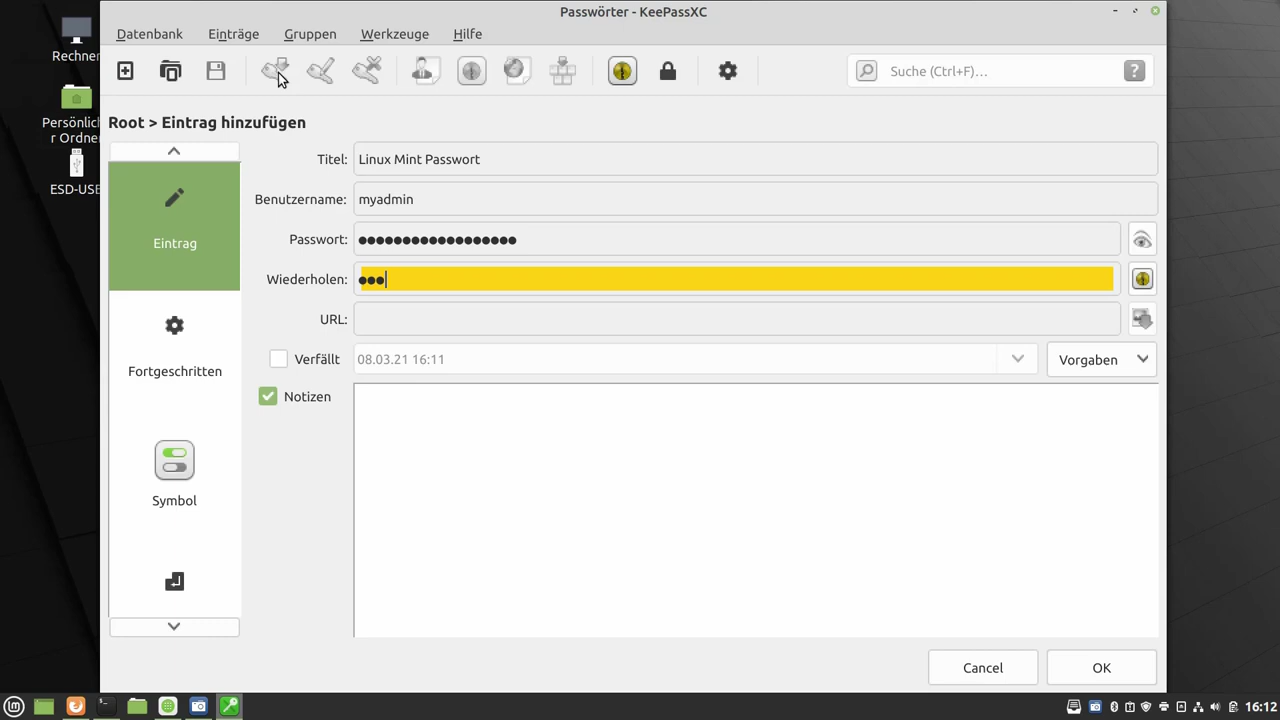 Passwörter - KeePassXC
Rechner
Datenbank Einträge Gruppen Werkzeuge Hilfe
Suche (Ctrl+F)...
?
Persönlich
r Ordne
ESD-USB
Root > Eintrag hinzufügen
Eintrag
Fortgeschritten
Symbol
Titel: Linux Mint Passwort
Benutzername: myadmin
Passwort: ●●●●●●●●●●●●●●●●●●
Wiederholen: ●●●
URL:
Verfällt 08.03.21 16:11 Vorgaben
Notizen
Cancel OK
16:12